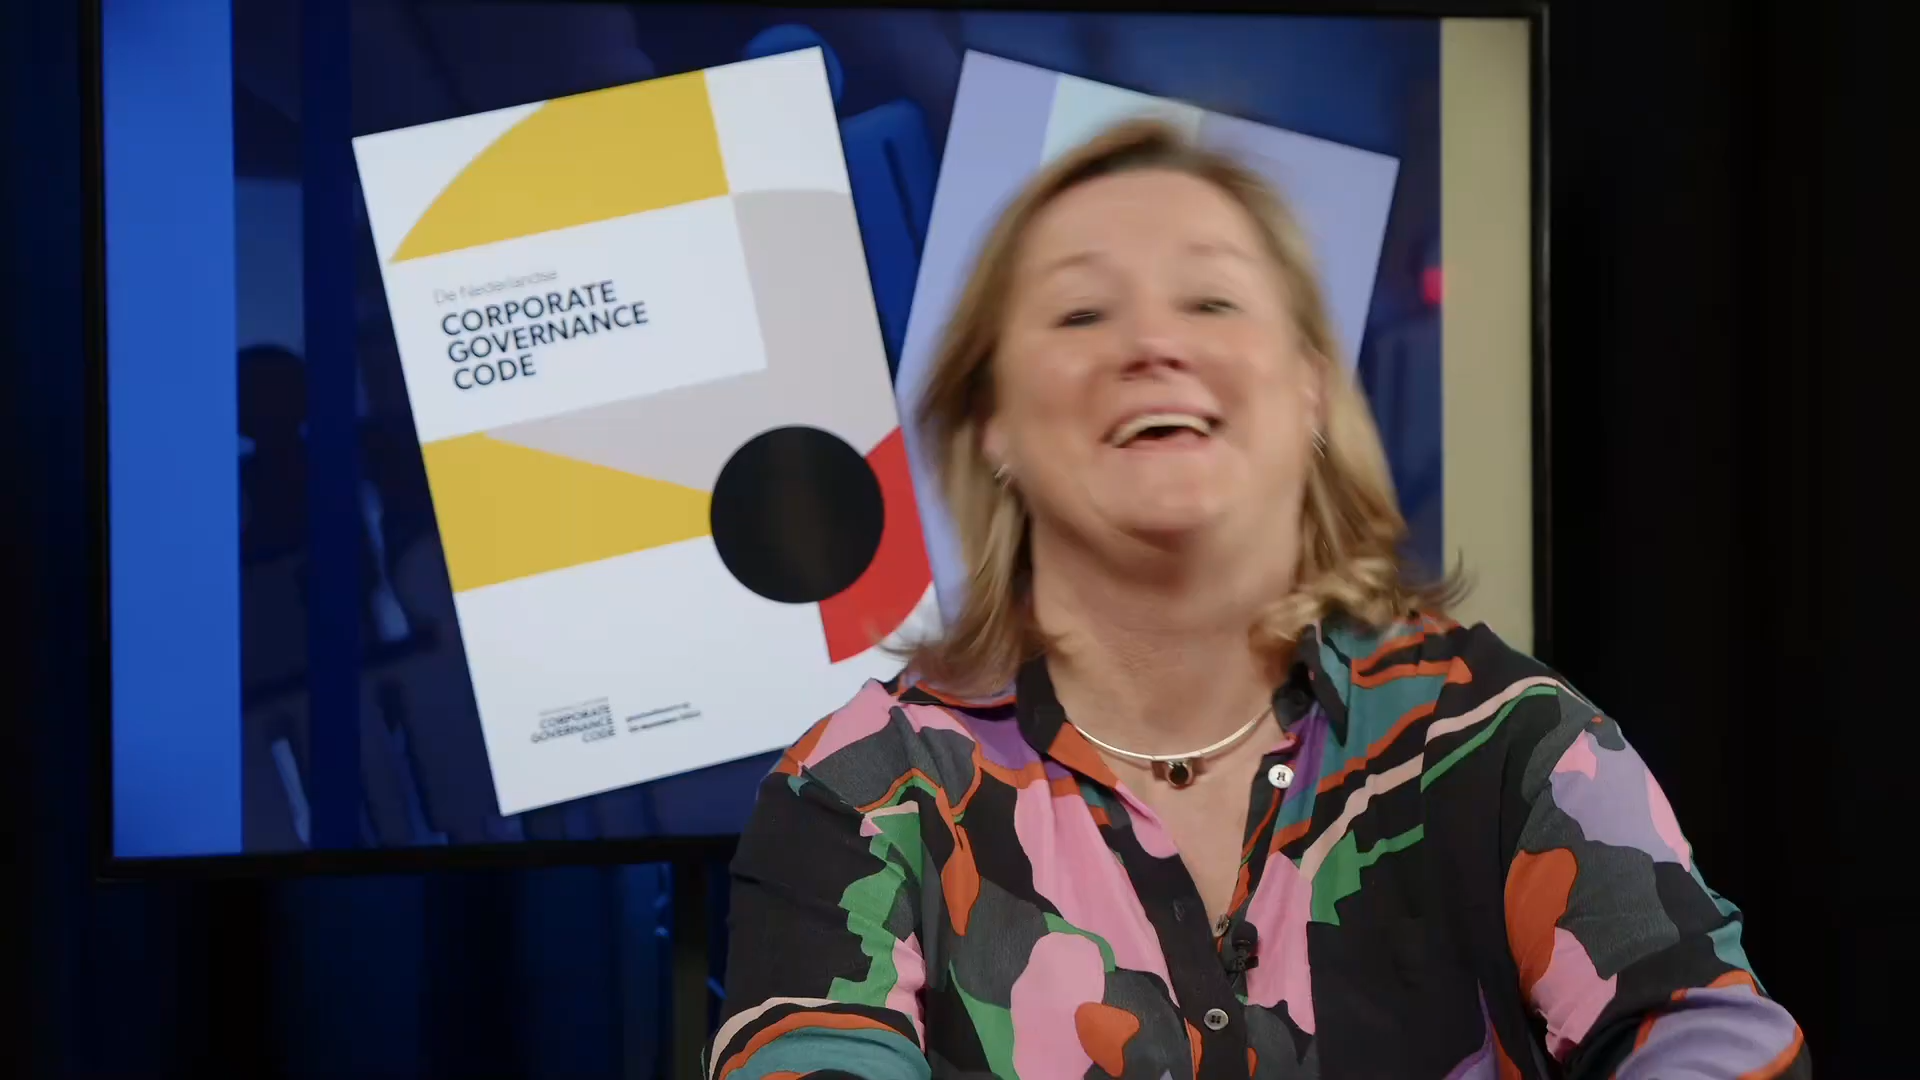 De Nederlandse
CORPORATE
GOVERNANCE
CODE
CORPORATE
GOVERNANCE
CODE